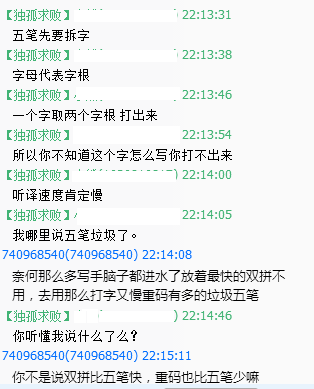 【独孤求败】 22:13:31
五笔先要拆字
【独孤求败】 22:13:38
字母代表字根
【独孤求败】 22:13:46
一个字取两个字根 打出来
【独孤求败】 22:13:54
所以你不知道这个字怎么写你打不出来
【独孤求败】 22:14:00
听译速度肯定慢
【独孤求败】 22:14:05
我哪里说五笔垃圾了。
740968540(740968540) 22:14:08
奈何那么多写手脑子都进水了放着最快的双拼不
用，去用那么打字又慢重码有多的垃圾五笔
【独孤求败】 ) 22:14:46
你听懂我说什么了么?
740968540(740968540) 22:15:11
你不是说双拼比五笔快，重码也比五笔少嘛